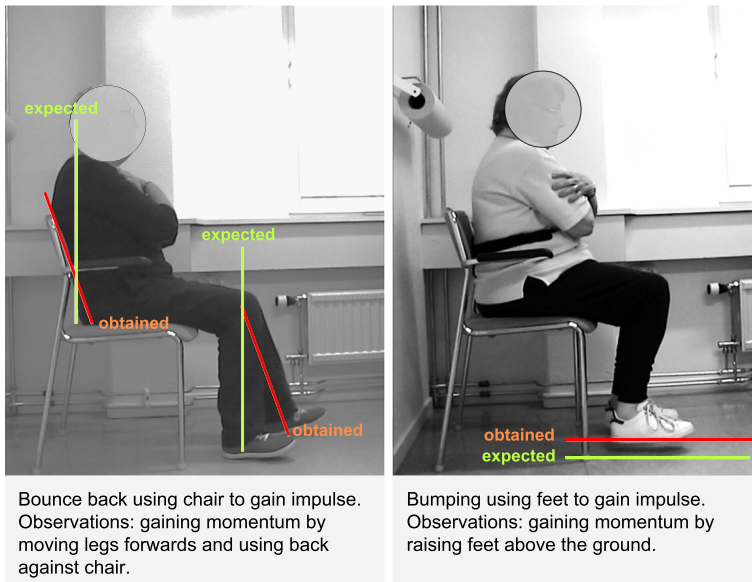 expected
expected
obtained
obtained
Bounce back using chair to gain impulse.
Observations: gaining momentum by
moving legs forwards and using back
against chair.
obtained
expected
Bumping using feet to gain impulse.
Observations: gaining momentum by
raising feet above the ground.